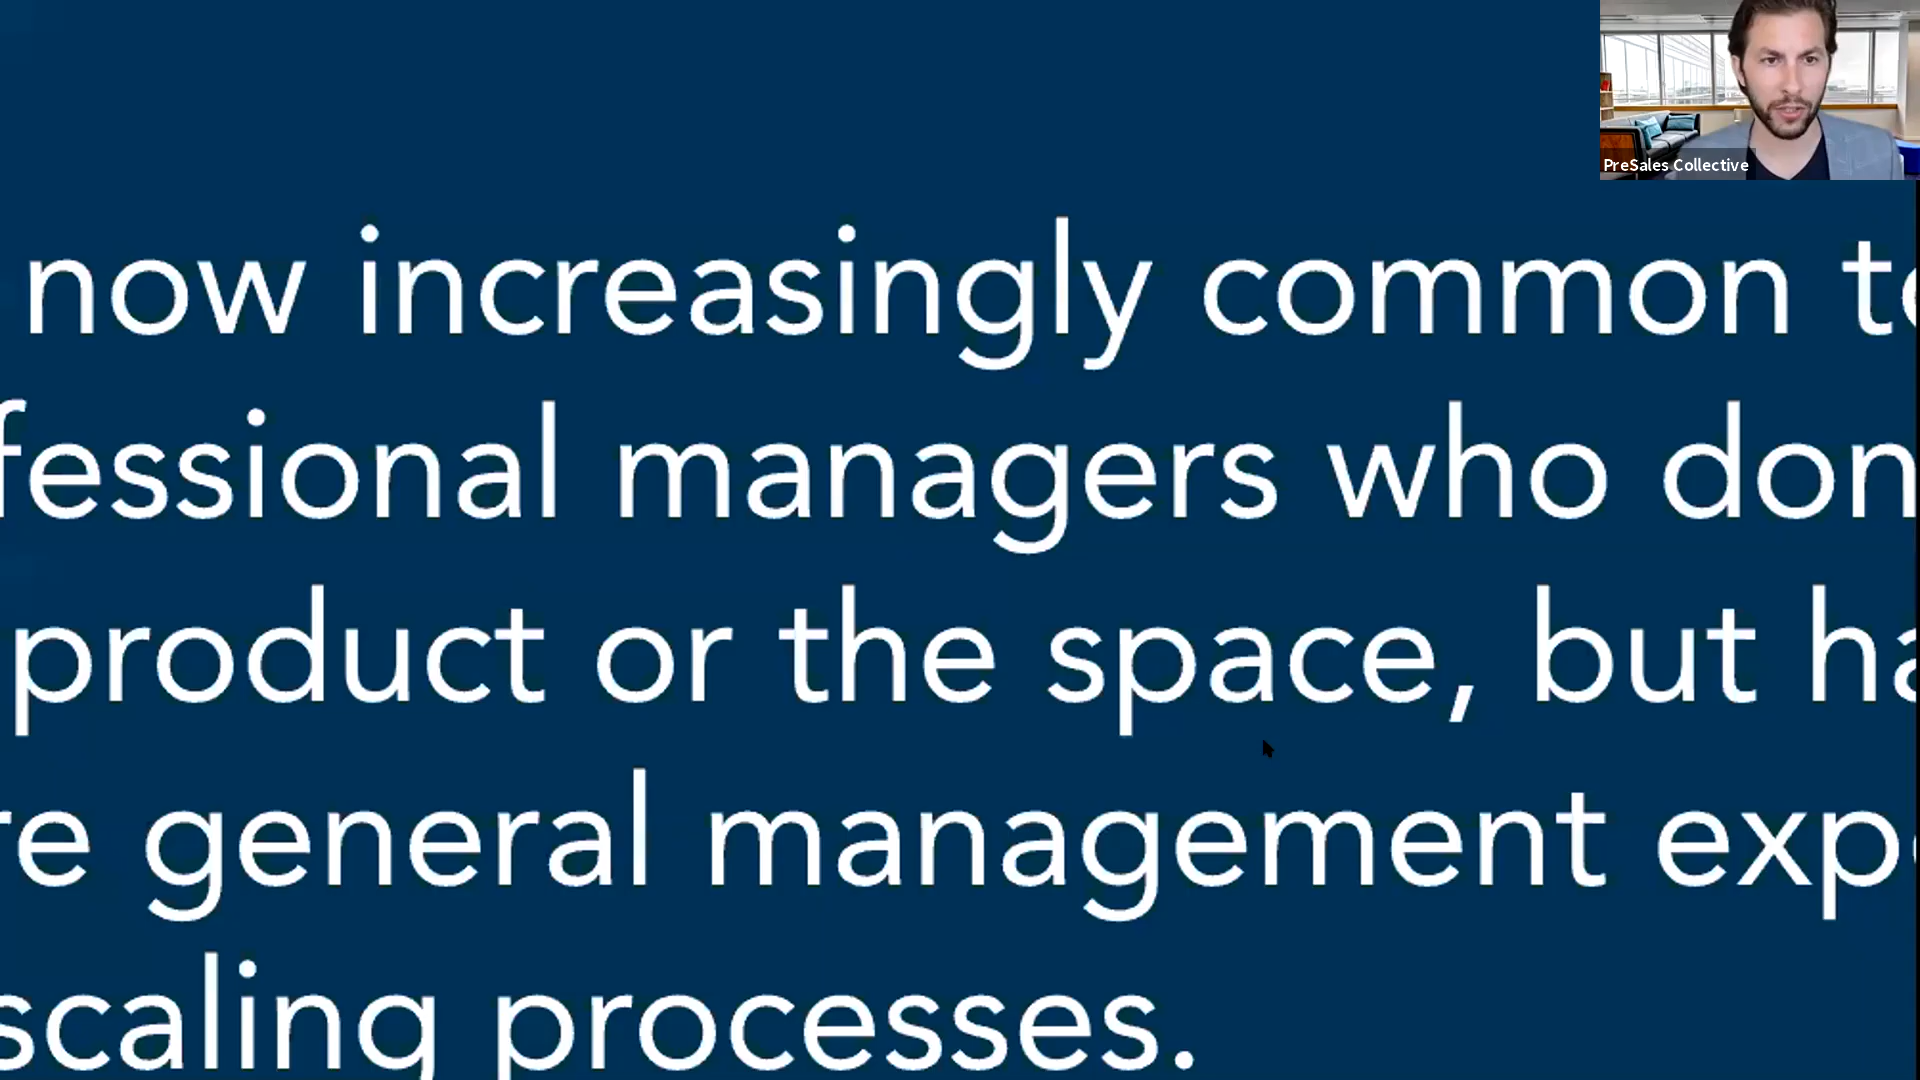 PreSales Collective
now increasingly common
fessional managers who don
product or the space, but ha
re general management exp
scaling processes.